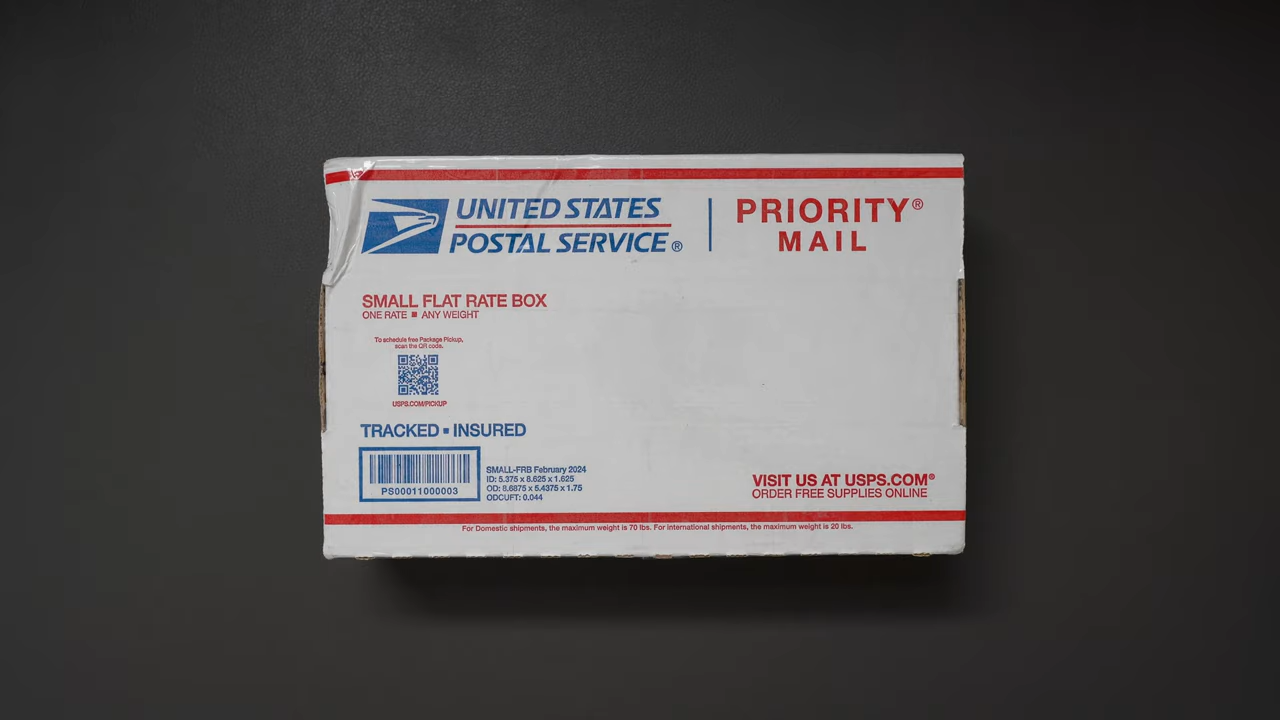 UNITED STATES
POSTAL SERVICE®
PRIORITY®
MAIL
SMALL FLAT RATE BOX
ONE RATE ■ ANY WEIGHT
To schedule free Package Pickup,
scan the QR code.
USPS.COM/PICKUP
TRACKED ■ INSURED
PS00011000003
SMALL-FRB February 2024
ID: 5.375 x 8.625 x 1.625
OD: 8.6875 x 5.4375 x 1.75
ODCUFT: 0.044
VISIT US AT USPS.COM®
ORDER FREE SUPPLIES ONLINE
For Domestic shipments, the maximum weight is 70 lbs. For international shipments, the maximum weight is 20 lbs.